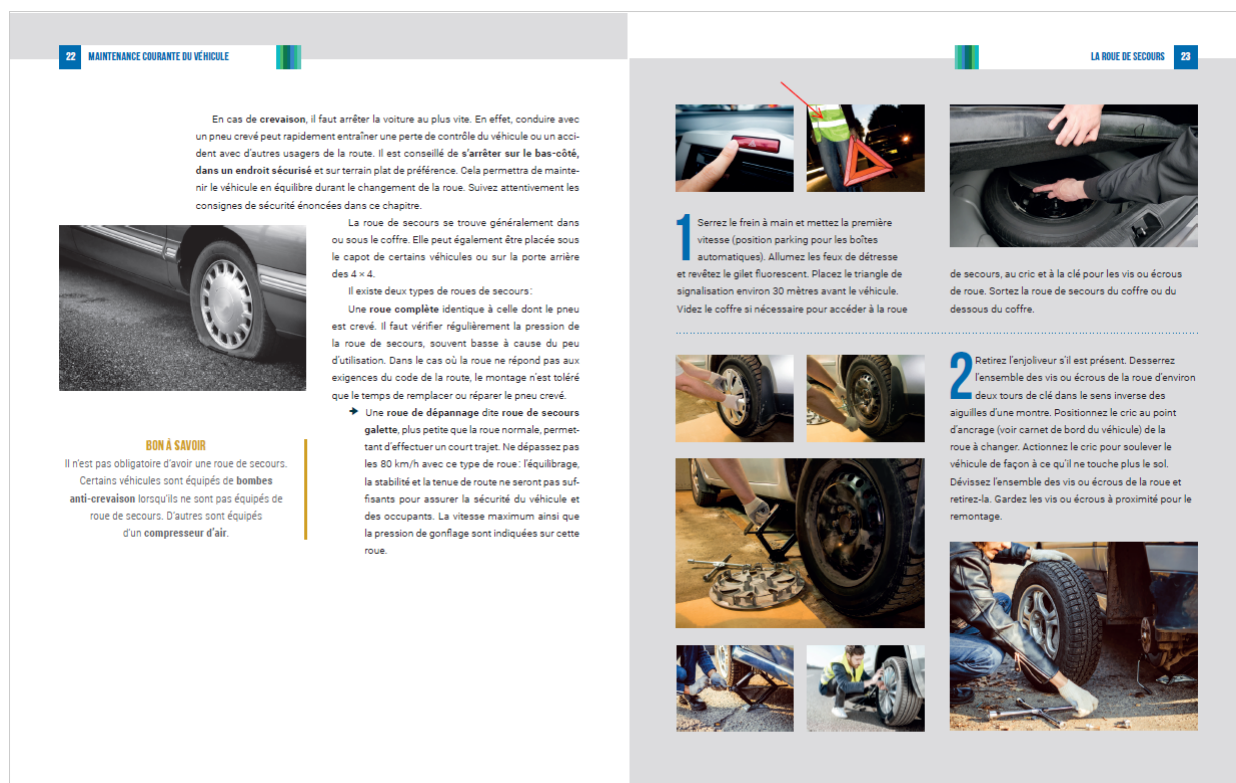 22 MAINTENANCE COURANTE DU VÉHICULE
En cas de crevaison, il faut arrêter la voiture au plus vite. En effet, conduire avec
un pneu crevé peut rapidement entraîner une perte de contrôle du véhicule ou un acci-
dent avec d'autres usagers de la route. Il est conseillé de s'arrêter sur le bas-côté,
dans un endroit sécurisé et sur terrain plat de préférence. Cela permettra de mainte-
nir le véhicule en équilibre durant le changement de la roue. Suivez attentivement les
consignes de sécurité énoncées dans ce chapitre.
La roue de secours se trouve généralement dans
ou sous le coffre. Elle peut également être placée sous
le capot de certains véhicules ou sur la porte arrière
des 4 × 4.
Il existe deux types de roues de secours :
Une roue complète identique à celle dont le pneu
est crevé. Il faut vérifier régulièrement la pression de
la roue de secours, souvent basse à cause du peu
d'utilisation. Dans le cas où la roue ne répond pas aux
exigences du code de la route, le montage n'est toléré
que le temps de remplacer ou réparer le pneu crevé.
➔ Une roue de dépannage dite roue de secours
galette, plus petite que la roue normale, permet-
tant d'effectuer un court trajet. Ne dépassez pas
les 80 km/h avec ce type de roue : l'équilibrage,
la stabilité et la tenue de route ne seront pas suf-
fisants pour assurer la sécurité du véhicule et
des occupants. La vitesse maximum ainsi que
la pression de gonflage sont indiquées sur cette
roue.
BON À SAVOIR
Il n'est pas obligatoire d'avoir une roue de secours.
Certains véhicules sont équipés de bombes
anti-crevaison lorsqu'ils ne sont pas équipés de
roue de secours. D'autres sont équipés
d'un compresseur d'air.
LA ROUE DE SECOURS 23
1 Serrez le frein à main et mettez la première
vitesse (position parking pour les boîtes
automatiques). Allumez les feux de détresse
et revêtez le gilet fluorescent. Placez le triangle de
signalisation environ 30 mètres avant le véhicule.
Videz le coffre si nécessaire pour accéder à la roue
de secours, au cric et à la clé pour les vis ou écrous
de roue. Sortez la roue de secours du coffre ou du
dessous du coffre.
2 Retirez l'enjoliveur s'il est présent. Desserrez
l'ensemble des vis ou écrous de la roue d'environ
deux tours de clé dans le sens inverse des
aiguilles d'une montre. Positionnez le cric au point
d'ancrage (voir carnet de bord du véhicule) de la
roue à changer. Actionnez le cric pour soulever le
véhicule de façon à ce qu'il ne touche plus le sol.
Dévissez l'ensemble des vis ou écrous de la roue et
retirez-la. Gardez les vis ou écrous à proximité pour le
remontage.